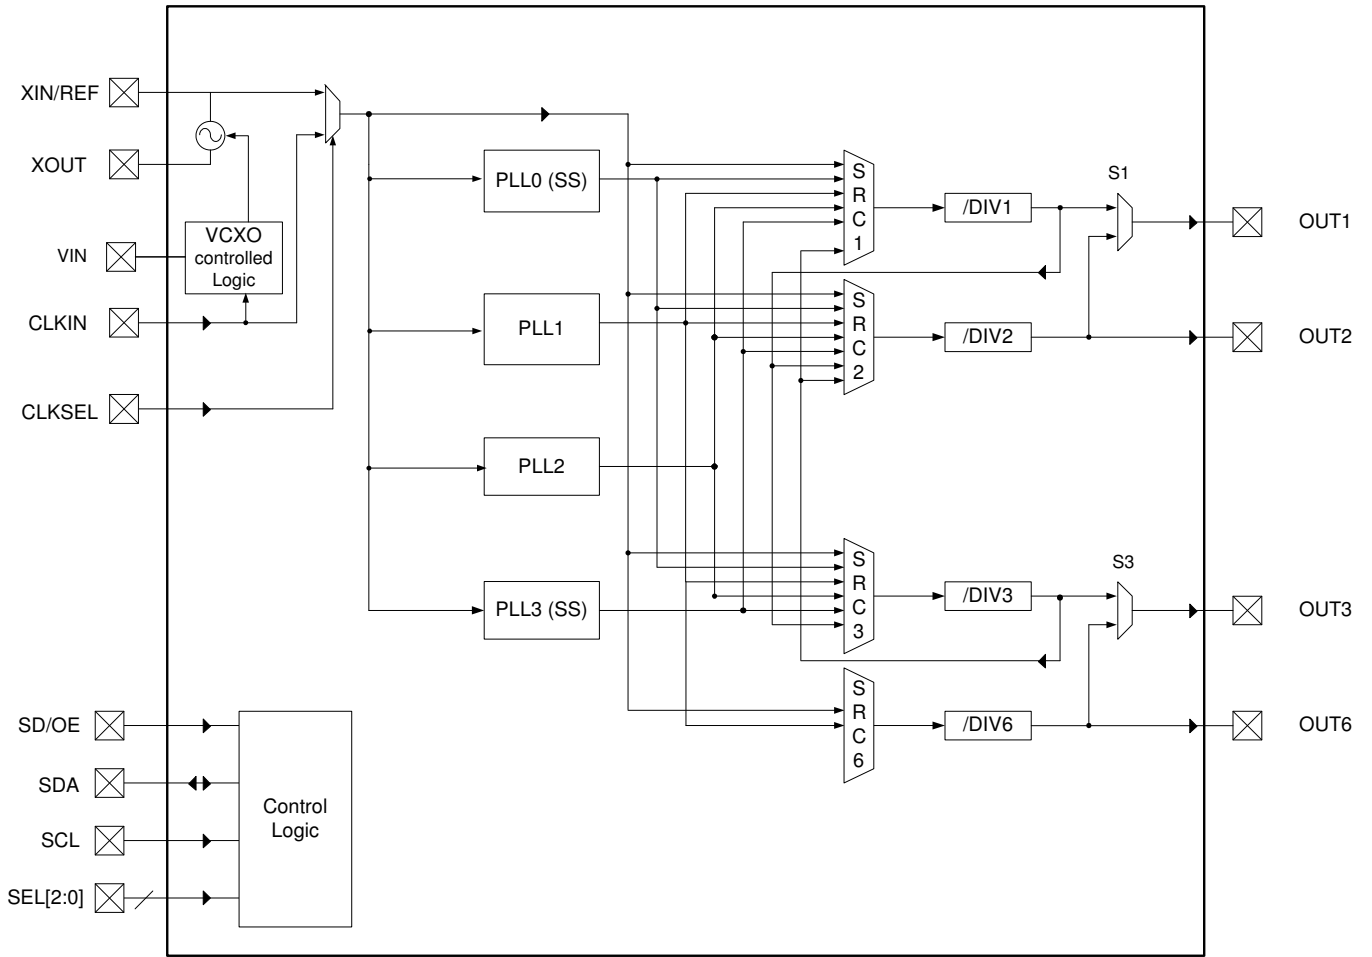 XIN/REF
XOUT
VIN
CLKIN
CLKSEL
VCXO
controlled
Logic
PLL0 (SS)
PLL1
PLL2
PLL3 (SS)
S
R
C
1
S
R
C
2
S
R
C
3
S
R
C
6
/DIV1
/DIV2
/DIV3
/DIV6
S1
S3
OUT1
OUT2
OUT3
OUT6
SD/OE
SDA
SCL
SEL[2:0]
Control
Logic